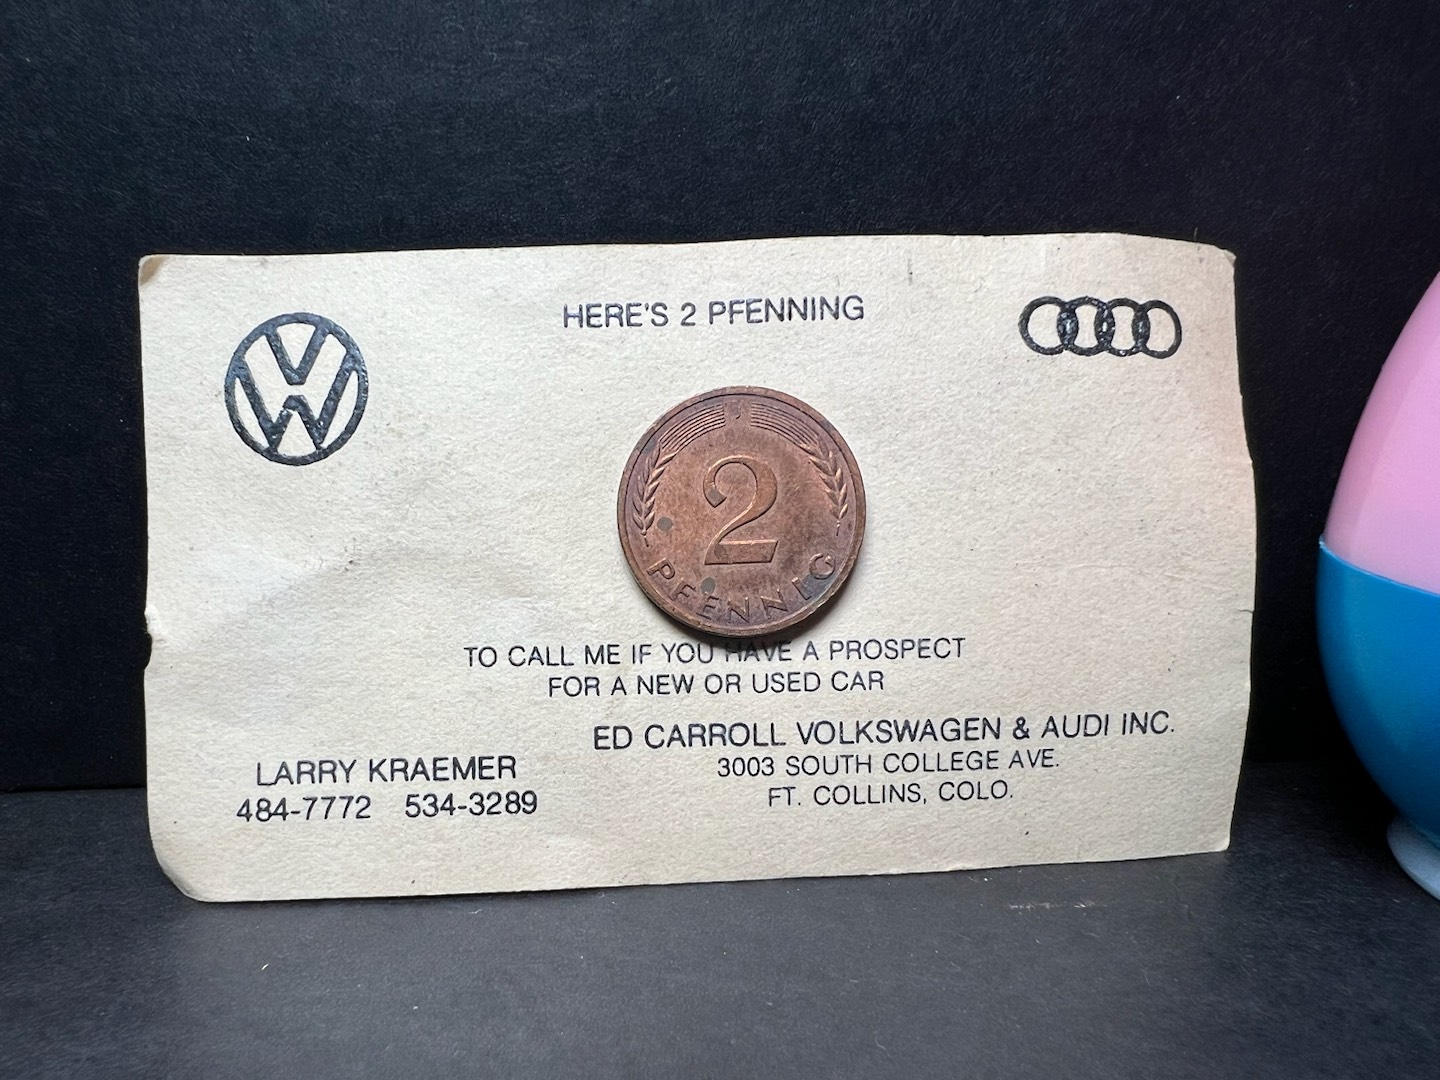 HERE'S 2 PFENNING
VW
2
PFENNIG
TO CALL ME IF YOU HAVE A PROSPECT
FOR A NEW OR USED CAR
ED CARROLL VOLKSWAGEN & AUDI INC.
3003 SOUTH COLLEGE AVE.
FT. COLLINS, COLO.
LARRY KRAEMER
484-7772 534-3289